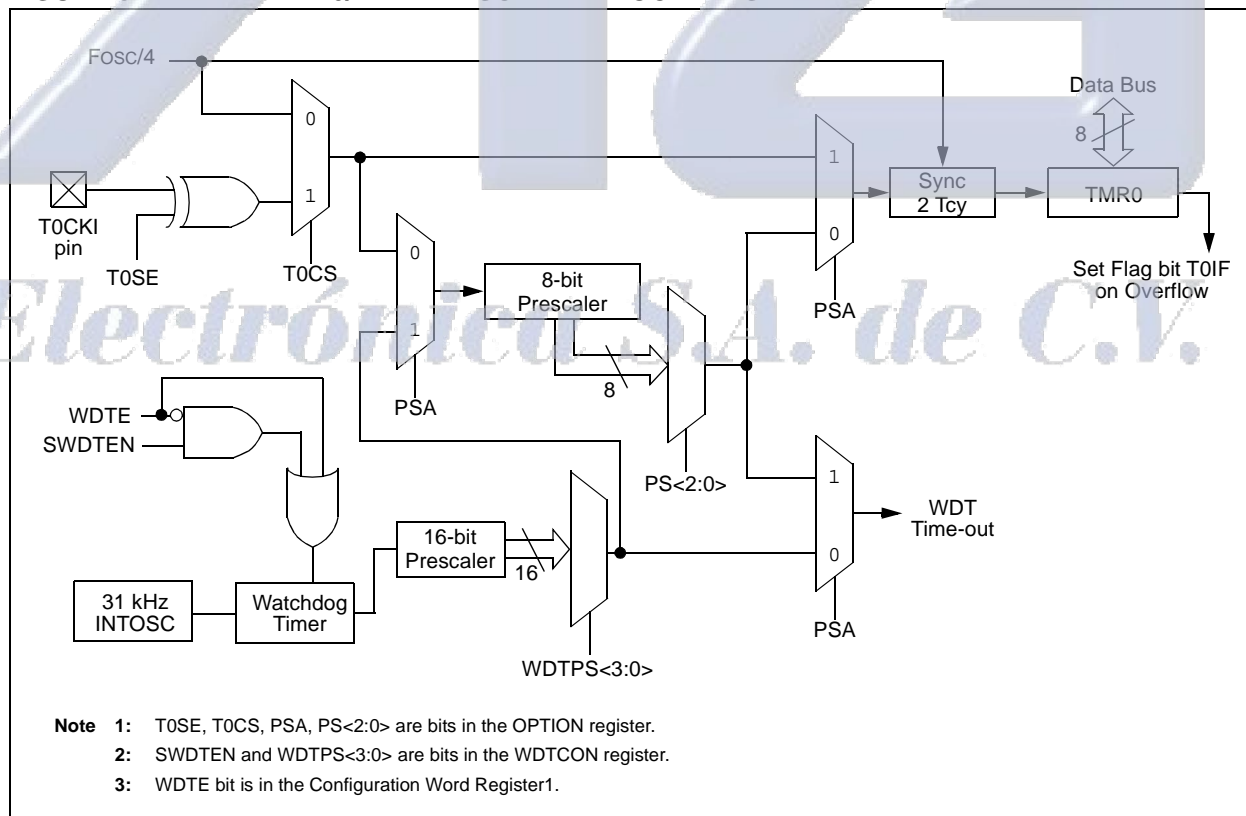 Fosc/4
Data Bus
8
0
1
1
0
T0CKI
pin
T0SE
T0CS
Sync
2 Tcy
TMR0
Set Flag bit T0IF
on Overflow
0
1
8-bit
Prescaler
PSA
PSA
8
Electrónica S.A. de C.V.
WDTE
SWDTEN
PS<2:0>
1
0
WDT
Time-out
16-bit
Prescaler
16
31 kHz
INTOSC
Watchdog
Timer
PSA
WDTPS<3:0>
Note 1: T0SE, T0CS, PSA, PS<2:0> are bits in the OPTION register.
2: SWDTEN and WDTPS<3:0> are bits in the WDTCON register.
3: WDTE bit is in the Configuration Word Register1.